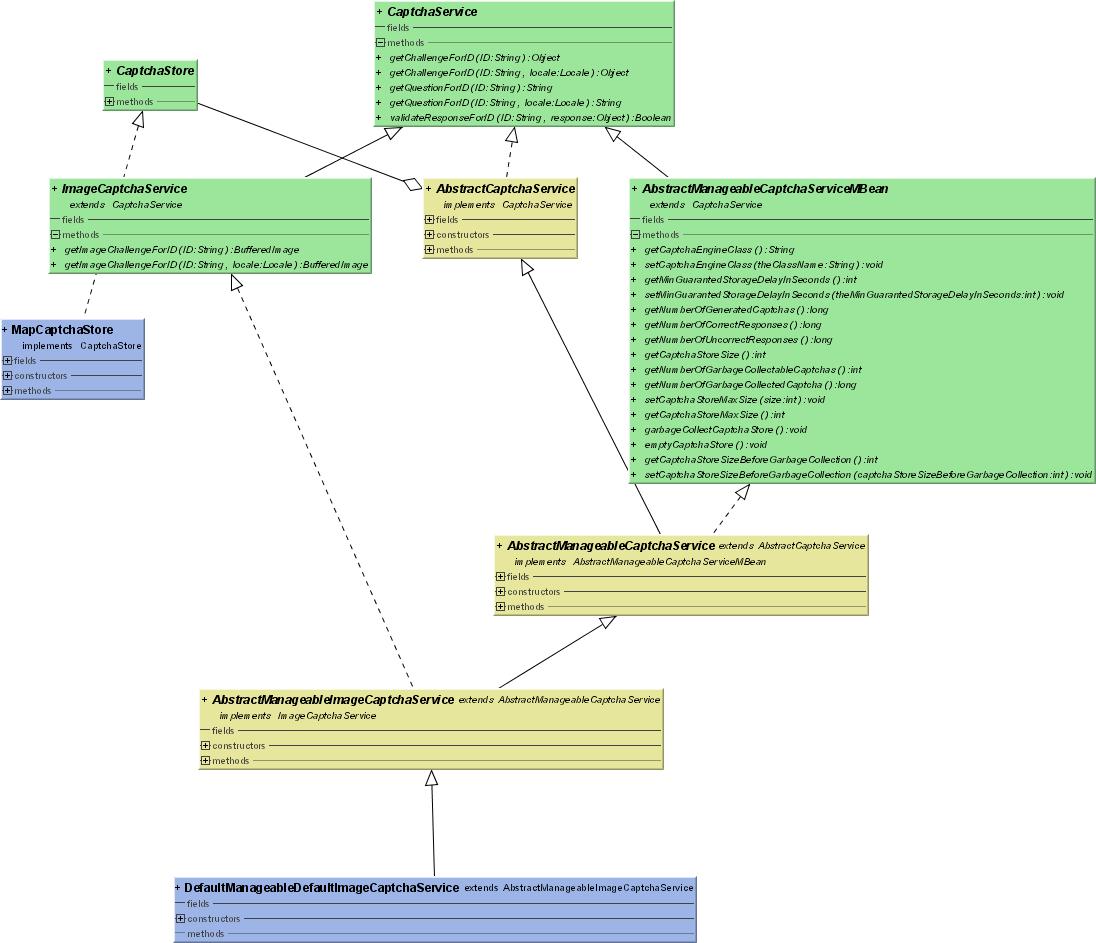 + CaptchaService
fields
methods
+ getChallengeForID (ID:String) : Object
+ getChallengeForID (ID:String, locale:Locale) : Object
+ getQuestionForID (ID:String) : String
+ getQuestionForID (ID:String, locale:Locale) : String
+ validateResponseForID (ID:String, response:Object) : Boolean
+ CaptchaStore
fields
methods
+ ImageCaptchaService
extends CaptchaService
fields
methods
+ getImageChallengeForID (ID:String) : BufferedImage
+ getImageChallengeForID (ID:String, locale:Locale) : BufferedImage
+ AbstractCaptchaService
implements CaptchaService
fields
constructors
methods
+ AbstractManageableCaptchaServiceMBean
extends CaptchaService
fields
methods
+ getCaptchaEngineClass () : String
+ setCaptchaEngineClass (theClassName:String) : void
+ getMinGuarantedStorageDelayInSeconds () : int
+ setMinGuarantedStorageDelayInSeconds (theMinGuarantedStorageDelayInSeconds:int) : void
+ getNumberOfGeneratedCaptchas () : long
+ getNumberOfCorrectResponses () : long
+ getNumberOfUncorrectResponses () : long
+ getCaptchaStoreSize () : int
+ getNumberOfGarbageCollectableCaptchas () : int
+ getNumberOfGarbageCollectedCaptcha () : long
+ setCaptchaStoreMaxSize (size:int) : void
+ getCaptchaStoreMaxSize () : int
+ garbageCollectCaptchaStore () : void
+ emptyCaptchaStore () : void
+ getCaptchaStoreSizeBeforeGarbageCollection () : int
+ setCaptchaStoreSizeBeforeGarbageCollection (captchaStoreSizeBeforeGarbageCollection:int) : void
+ MapCaptchaStore
implements CaptchaStore
fields
constructors
methods
+ AbstractManageableCaptchaService extends AbstractCaptchaService
implements AbstractManageableCaptchaServiceMBean
fields
constructors
methods
+ AbstractManageableImageCaptchaService extends AbstractManageableCaptchaService
implements ImageCaptchaService
fields
constructors
methods
+ DefaultManageableDefaultImageCaptchaService extends AbstractManageableImageCaptchaService
fields
constructors
methods